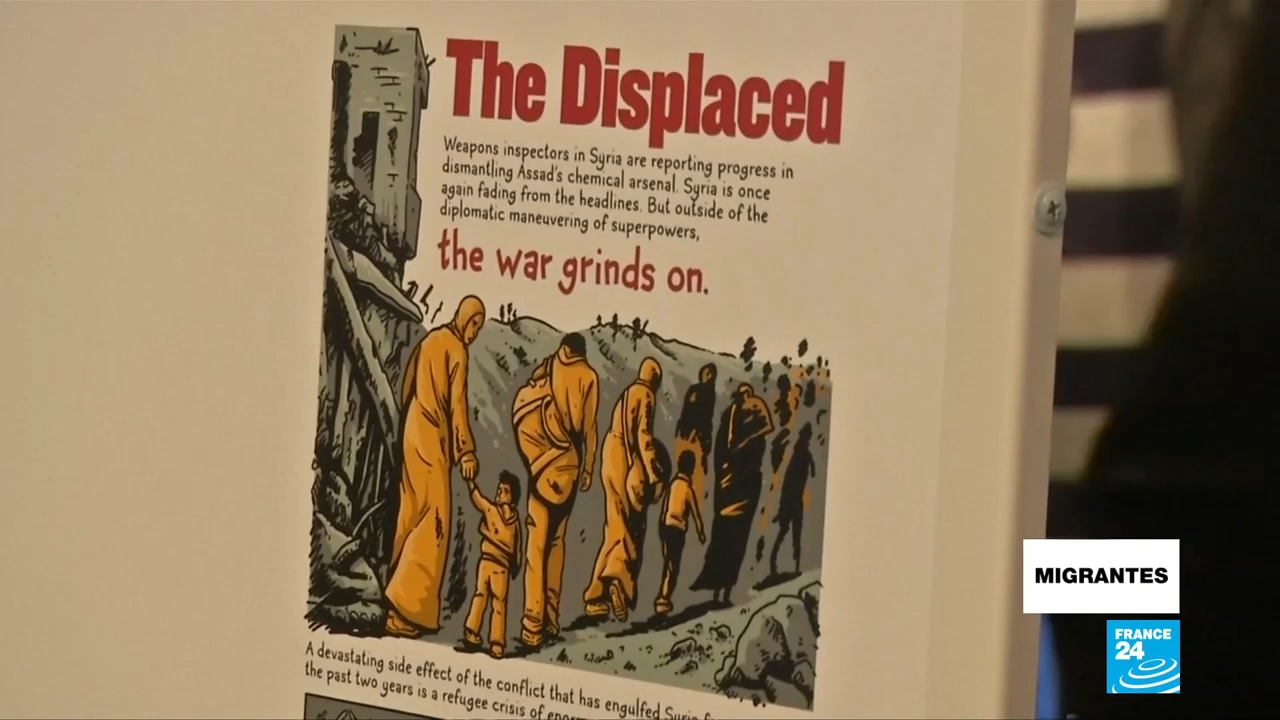 The Displaced
Weapons inspectors in Syria are reporting progress in
dismantling Assad's chemical arsenal. Syria is once
again fading from the headlines. But outside of the
diplomatic maneuvering of superpowers,
the war grinds on.
A devastating side effect of the conflict that has engulfed Syria
the past two years is a refugee crisis of
MIGRANTES
FRANCE
24